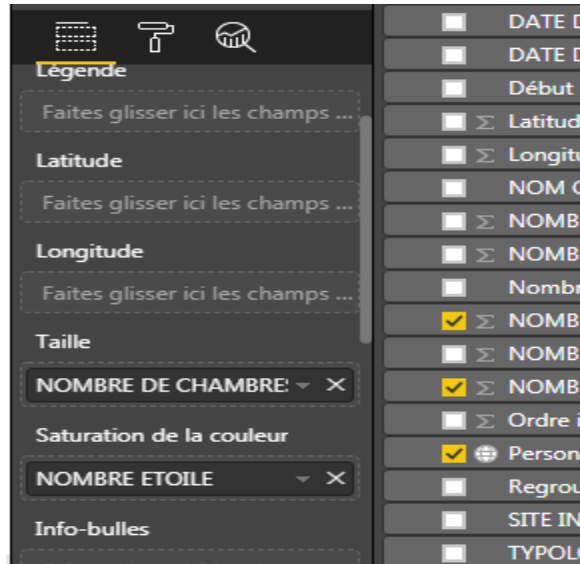 Légende
Faites glisser ici les champs ...
Latitude
Faites glisser ici les champs ...
Longitude
Faites glisser ici les champs ...
Taille
NOMBRE DE CHAMBRES
Saturation de la couleur
NOMBRE ETOILE
Info-bulles
DATE D
DATE D
Début
Latitud
Longitu
NOM
NOMB
NOMB
Nombr
NOMB
NOMB
NOMB
Ordre i
Person
Regrou
SITE IN
TYPOL